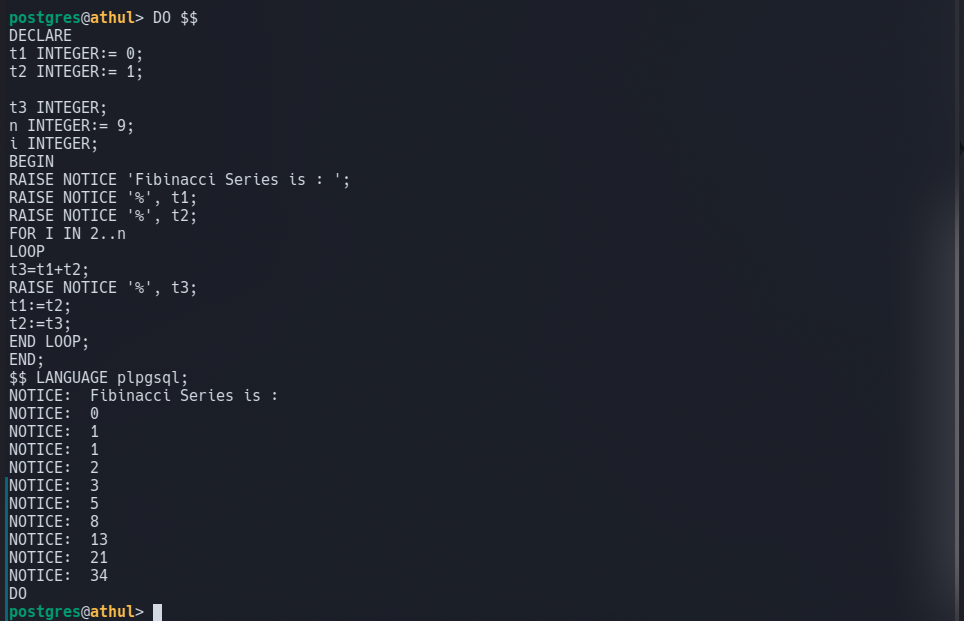 postgres@athul> DO $$
DECLARE
t1 INTEGER:= 0;
t2 INTEGER:= 1;

t3 INTEGER;
n INTEGER:= 9;
i INTEGER;
BEGIN
RAISE NOTICE 'Fibinacci Series is : ';
RAISE NOTICE '%', t1;
RAISE NOTICE '%', t2;
FOR I IN 2..n
LOOP
t3=t1+t2;
RAISE NOTICE '%', t3;
t1:=t2;
t2:=t3;
END LOOP;
END;
$$ LANGUAGE plpgsql;
NOTICE:  Fibinacci Series is :
NOTICE:  0
NOTICE:  1
NOTICE:  1
NOTICE:  2
NOTICE:  3
NOTICE:  5
NOTICE:  8
NOTICE:  13
NOTICE:  21
NOTICE:  34
DO
postgres@athul>